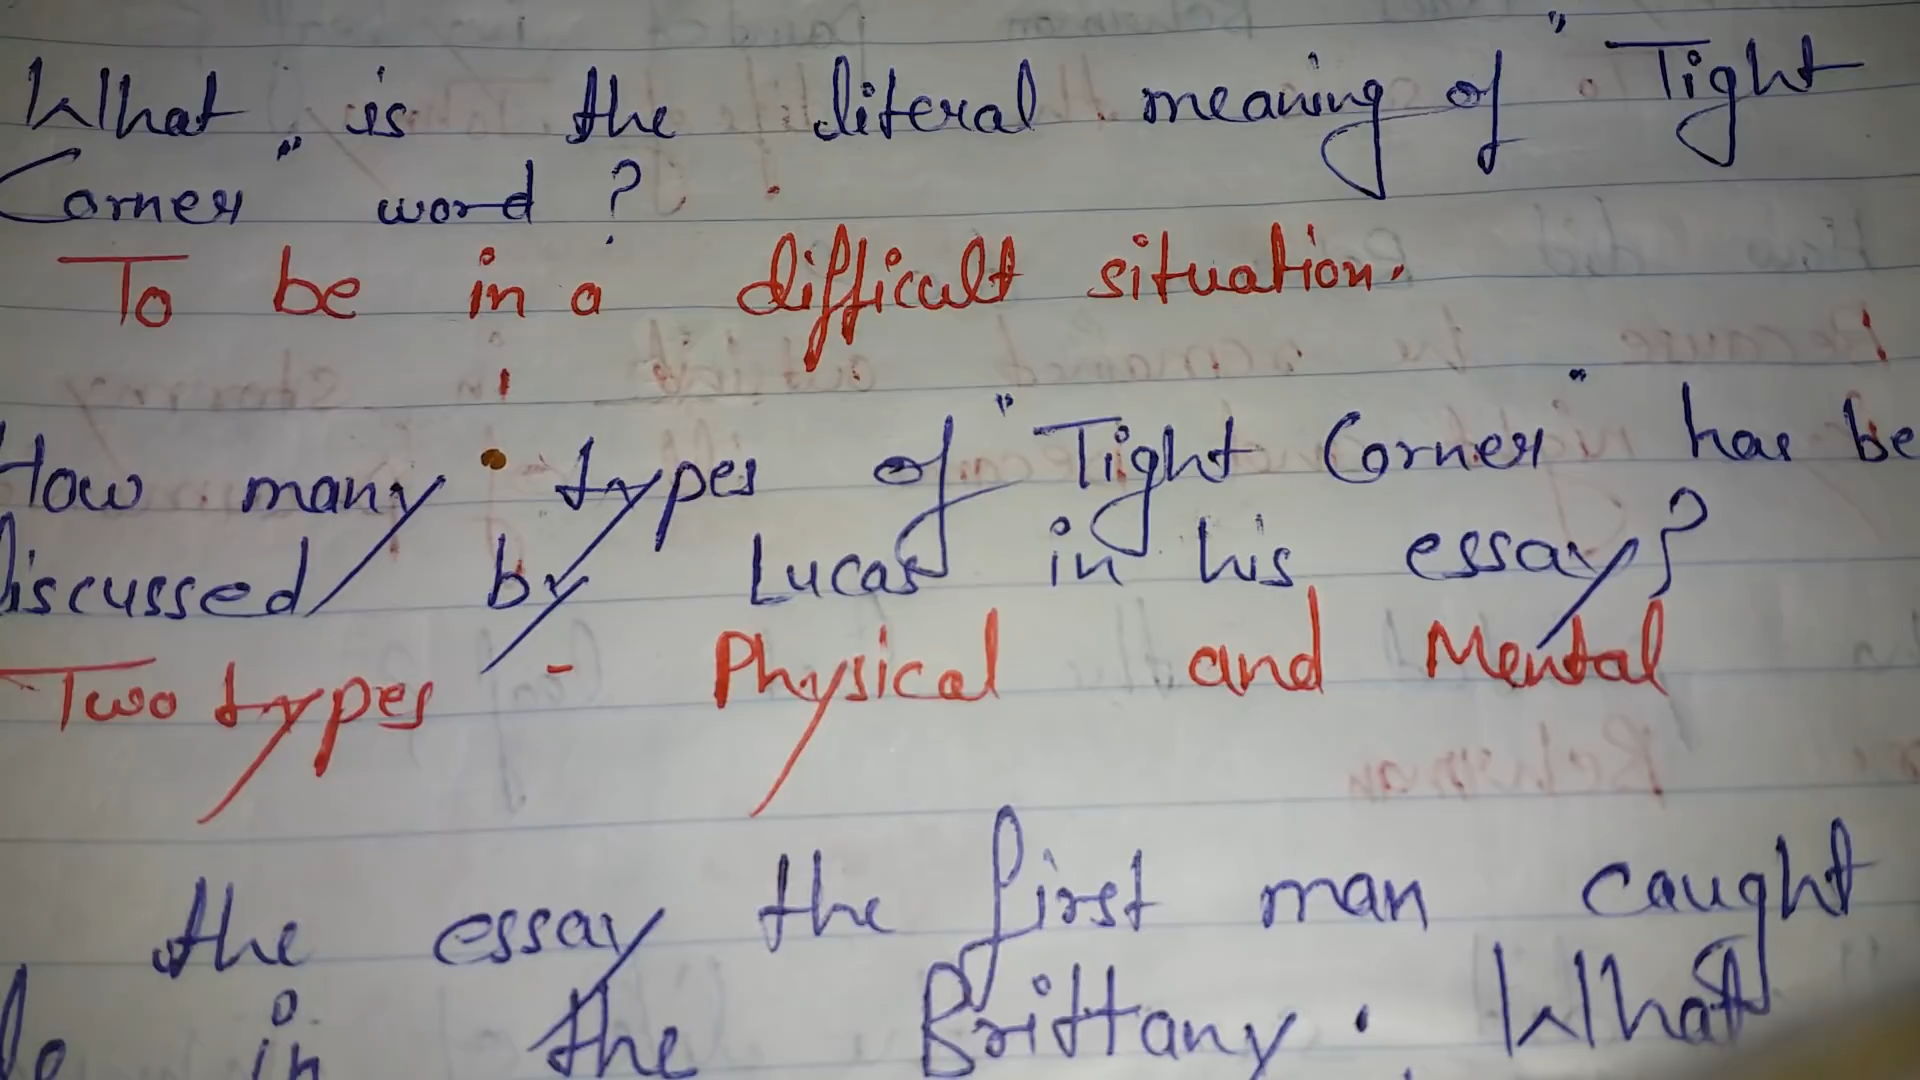 What is the literal meaning of "Tight
Corner" word?
To be in a difficult situation.
How many types of "Tight Corner" has be
discussed by Lucas in his essay?
Two types - Physical and Mental
the essay the first man caught
in the Brittany. What